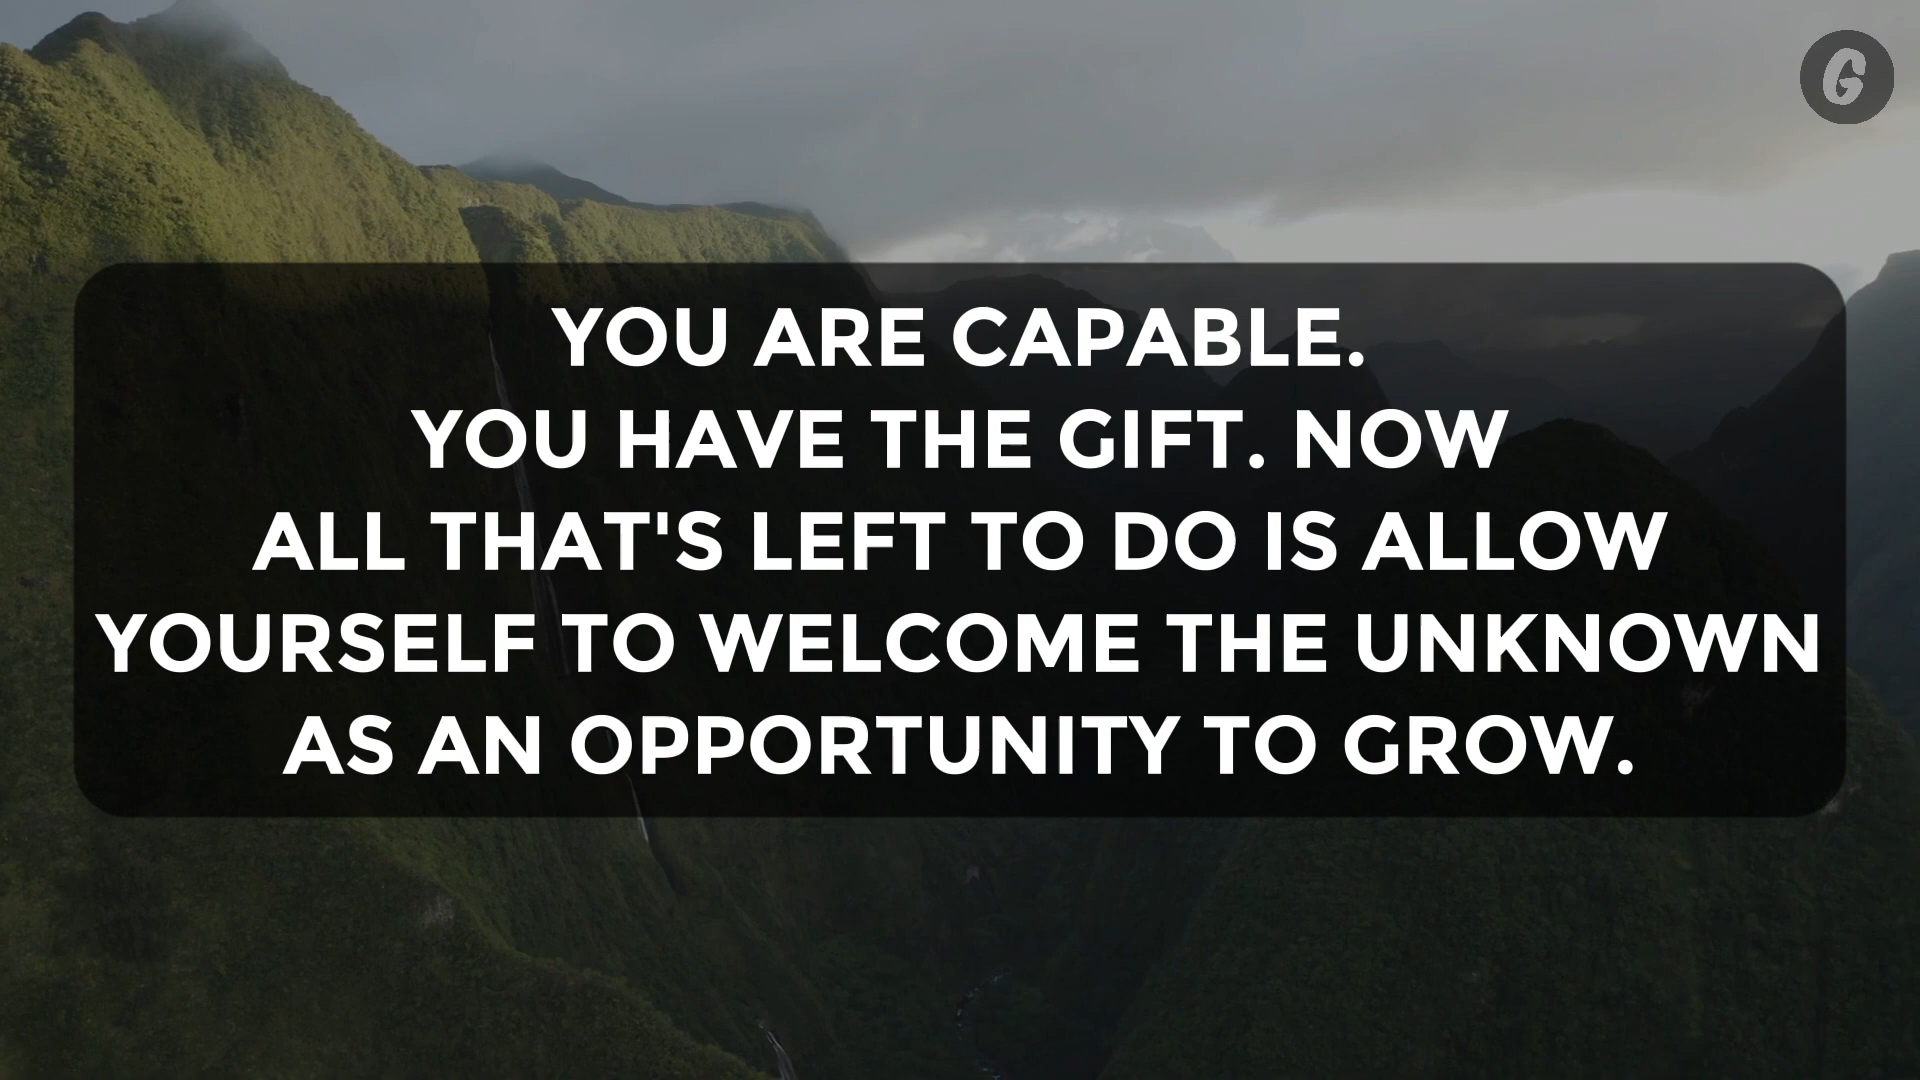 G
YOU ARE CAPABLE.
YOU HAVE THE GIFT. NOW
ALL THAT'S LEFT TO DO IS ALLOW
YOURSELF TO WELCOME THE UNKNOWN
AS AN OPPORTUNITY TO GROW.